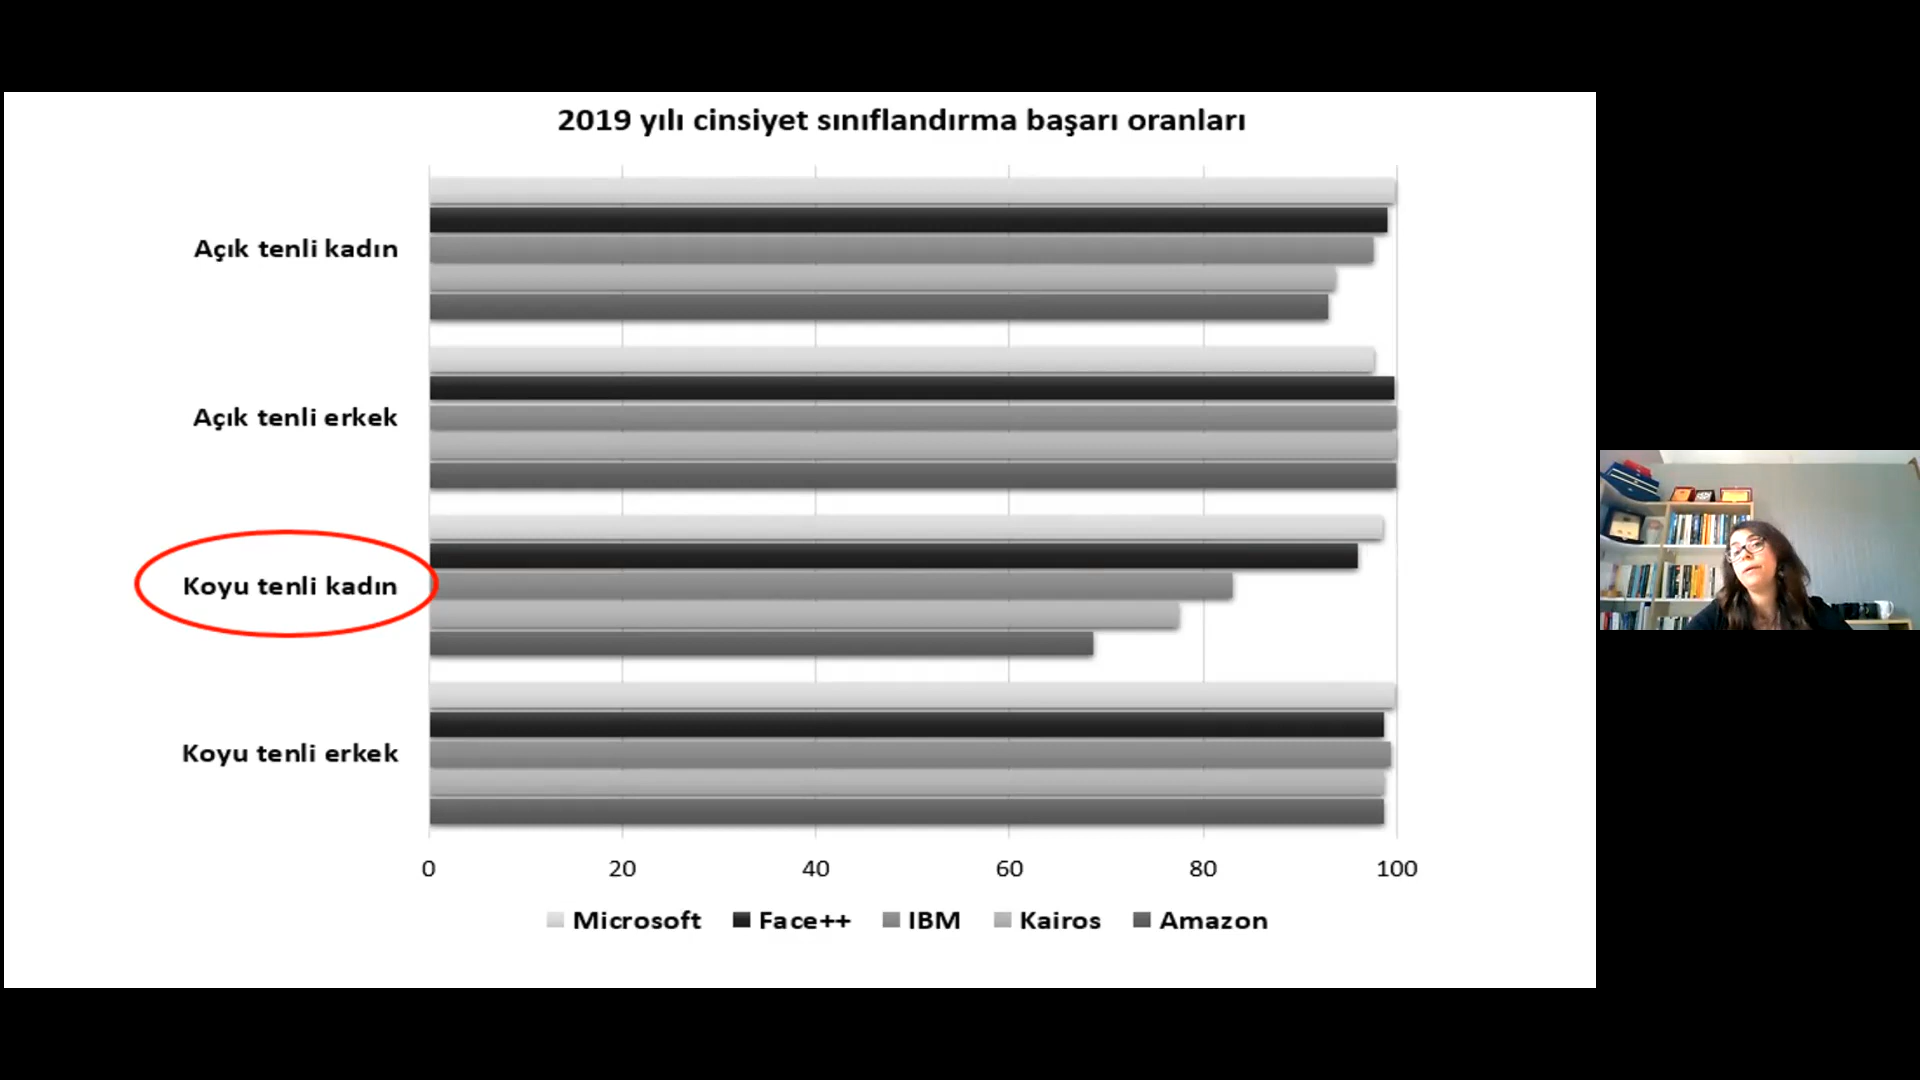 2019 yılı cinsiyet sınıflandırma başarı oranları
Açık tenli kadın
Açık tenli erkek
Koyu tenli kadın
Koyu tenli erkek
0 20 40 60 80 100
Microsoft Face++ IBM Kairos Amazon